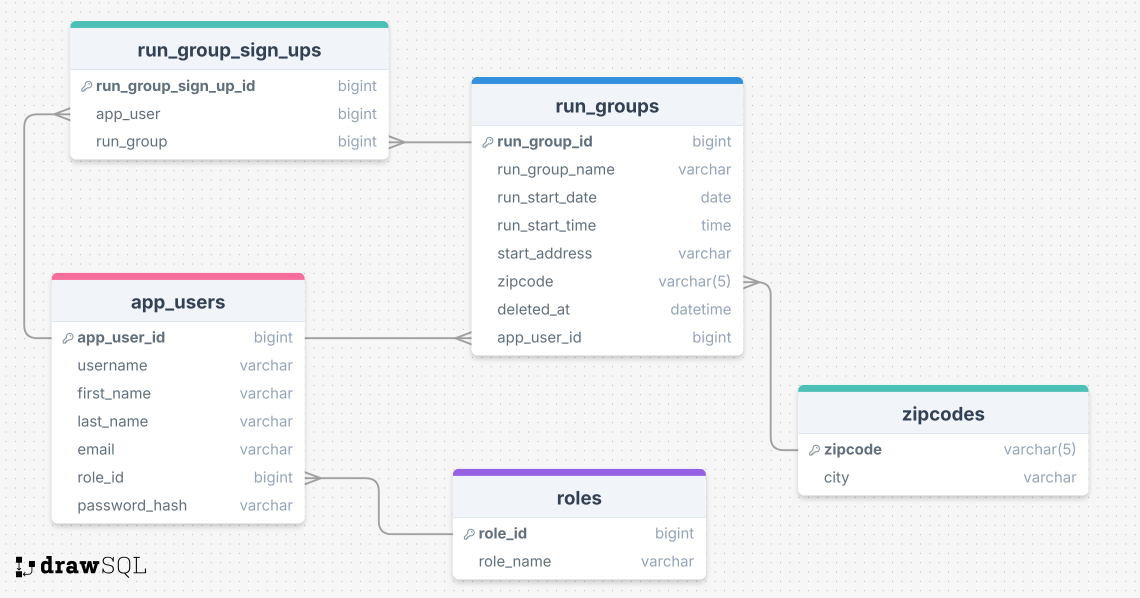 run_group_sign_ups
run_group_sign_up_id bigint
app_user bigint
run_group bigint
run_groups
run_group_id bigint
run_group_name varchar
run_start_date date
run_start_time time
start_address varchar
zipcode varchar(5)
deleted_at datetime
app_user_id bigint
app_users
app_user_id bigint
username varchar
first_name varchar
last_name varchar
email varchar
role_id bigint
password_hash varchar
zipcodes
zipcode varchar(5)
city varchar
roles
role_id bigint
role_name varchar
drawSQL